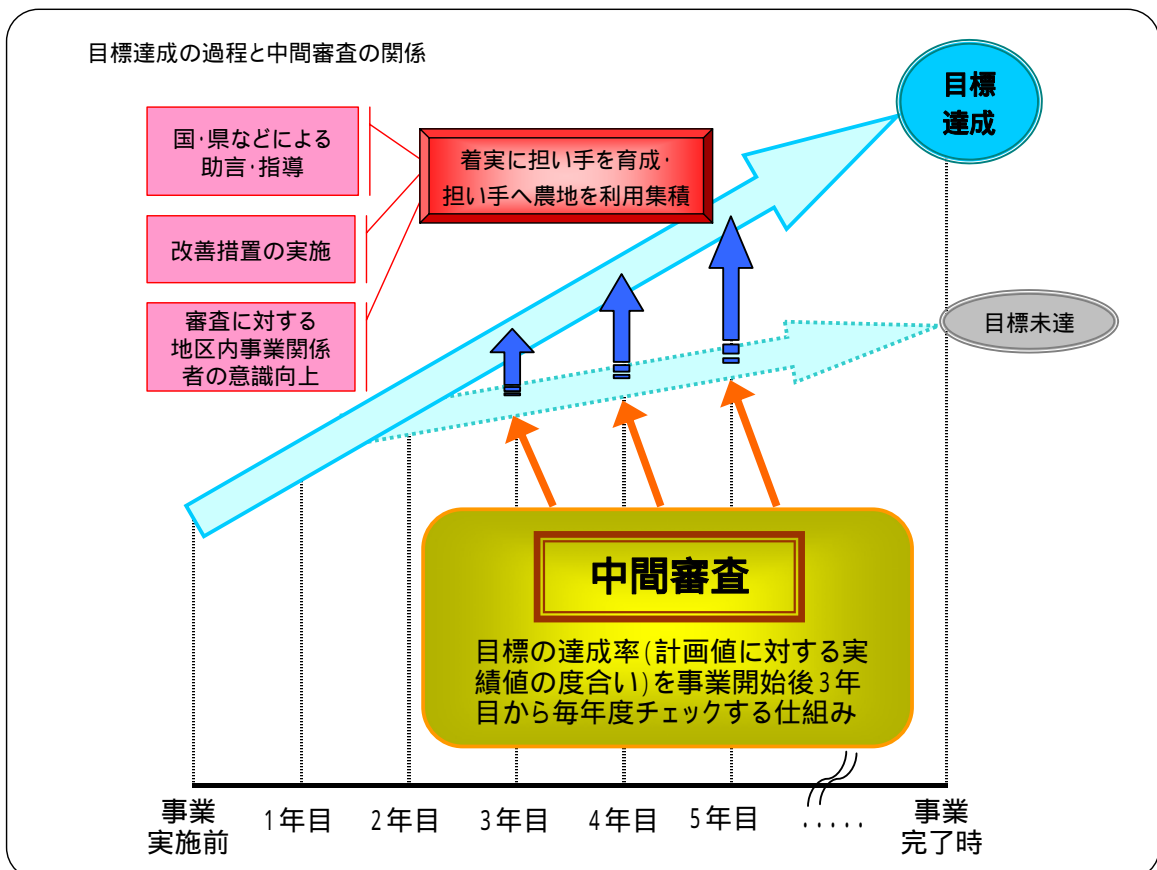 目標達成の過程と中間審査の関係
目標
達成
国・県などによる
助言・指導
着実に担い手を育成・
担い手へ農地を利用集積
改善措置の実施
審査に対する
地区内事業関係
者の意識向上
目標未達
中間審査
目標の達成率(計画値に対する実
績値の度合い)を事業開始後3年
目から毎年度チェックする仕組み
事業
実施前
1年目
2年目
3年目
4年目
5年目
.....
事業
完了時